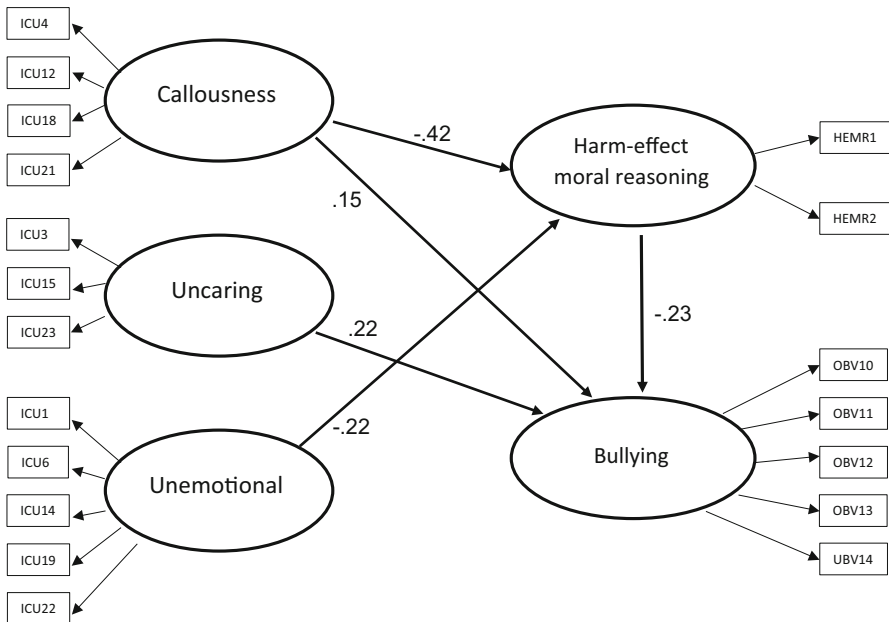 ICU4
ICU12
ICU18
ICU21
Callousness
-.42
.15
Harm-effect
moral reasoning
HEMR1
HEMR2
ICU3
ICU15
ICU23
Uncaring
.22
-.23
ICU1
ICU6
ICU14
ICU19
ICU22
Unemotional
-.22
Bullying
OBV10
OBV11
OBV12
OBV13
UBV14